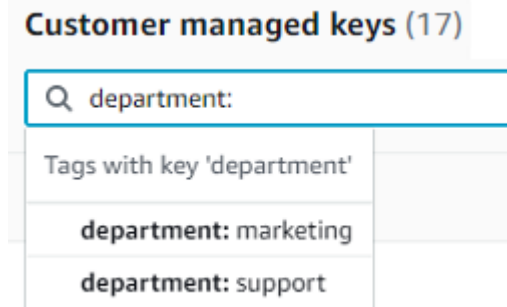 Customer managed keys (17)
department:
Tags with key 'department'
department: marketing
department: support